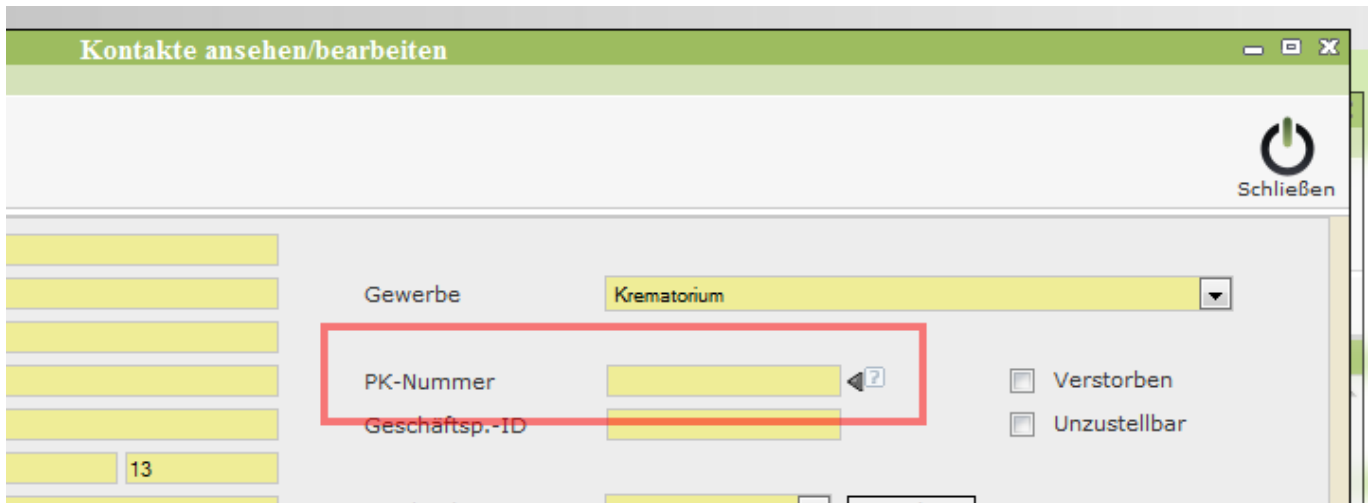 Kontakte ansehen/bearbeiten
Schließen
Gewerbe
Krematorium
PK-Nummer
?
Verstorben
Geschäftsp.-ID
Unzustellbar
13